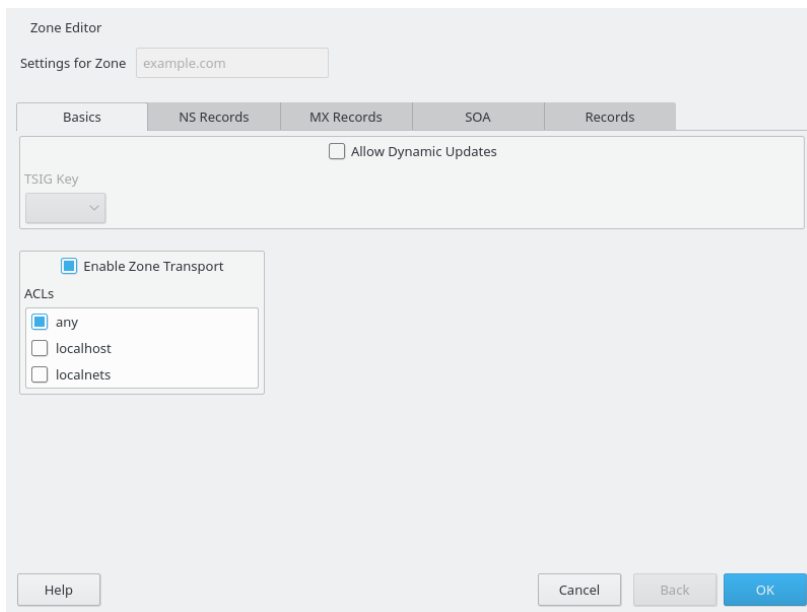 Zone Editor
Settings for Zone example.com
Basics NS Records MX Records SOA Records
Allow Dynamic Updates
TSIG Key
Enable Zone Transport
ACLs
any
localhost
localnets
Help Cancel Back OK